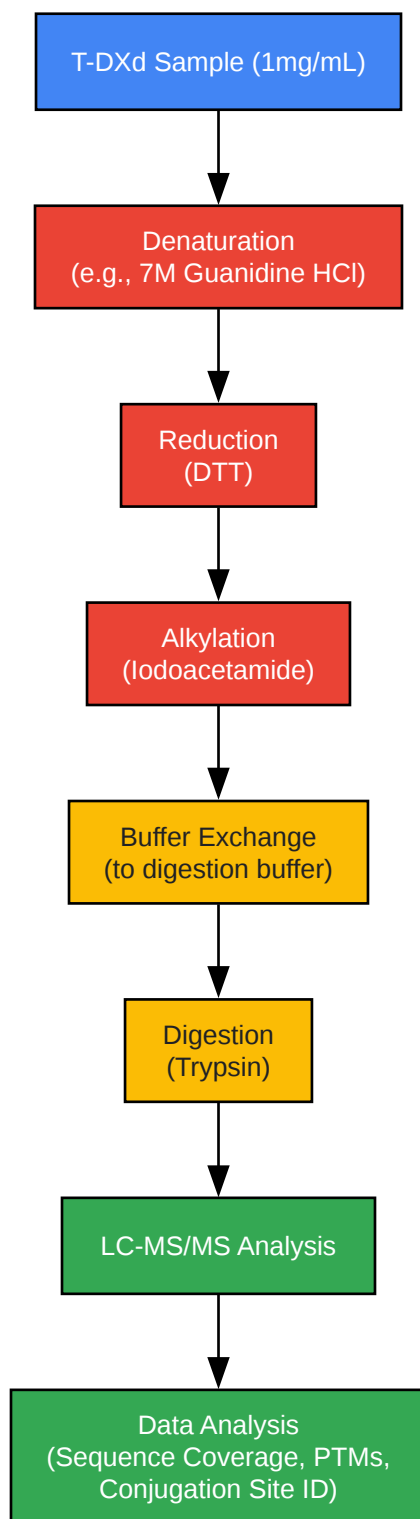 T-DXd Sample (1mg/mL)
Denaturation
(e.g., 7M Guanidine HCl)
Reduction
(DTT)
Alkylation
(Iodoacetamide)
Buffer Exchange
(to digestion buffer)
Digestion
(Trypsin)
LC-MS/MS Analysis
Data Analysis
(Sequence Coverage, PTMs,
Conjugation Site ID)